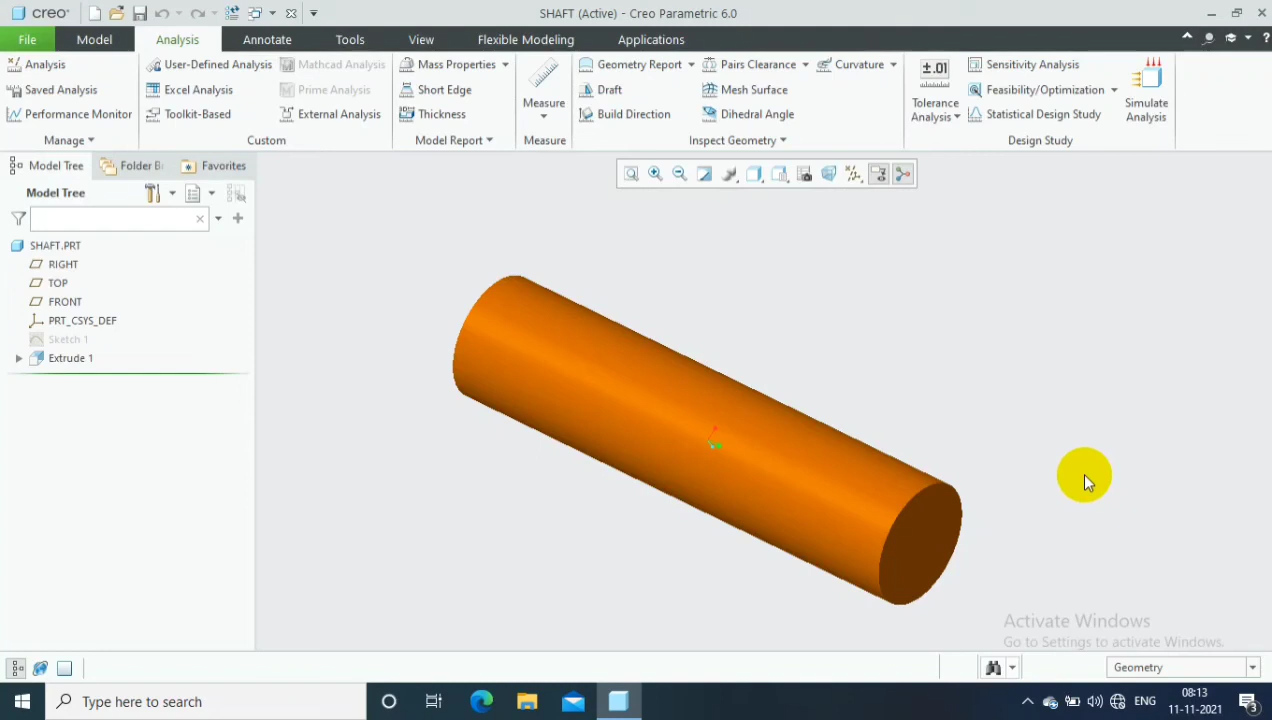 creo°
SHAFT (Active) - Creo Parametric 6.0
File Model Analysis Annotate Tools View Flexible Modeling Applications
Analysis User-Defined Analysis Mathcad Analysis Mass Properties Geometry Report Pairs Clearance Curvature ±.01 Sensitivity Analysis
Saved Analysis Excel Analysis Prime Analysis Short Edge Measure Draft Mesh Surface Tolerance Analysis Feasibility/Optimization Simulate Analysis
Performance Monitor Toolkit-Based External Analysis Thickness Build Direction Dihedral Angle Statistical Design Study
Manage Custom Model Report Measure Inspect Geometry Design Study
Model Tree Folder Favorites
Model Tree
SHAFT.PRT
RIGHT
TOP
FRONT
PRT_CSYS_DEF
Sketch 1
Extrude 1
Activate Windows
Go to Settings to activate Windows.
Geometry
Type here to search
ENG
08:13
11-11-2021
3